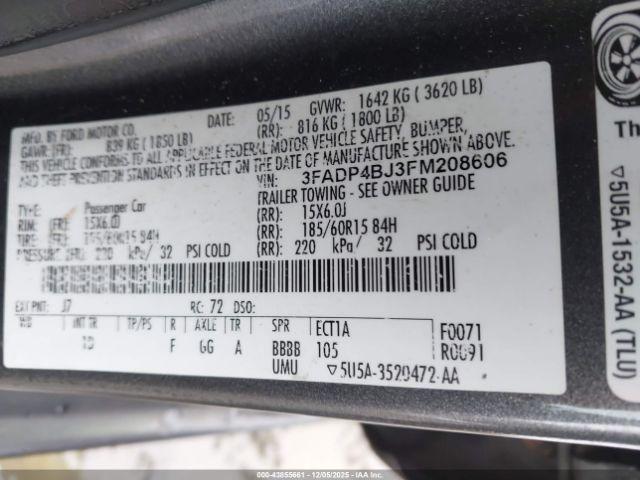 MFD. BY FORD MOTOR CO.
DATE: 05/15 GVWR: 1642 KG ( 3620 LB)
GAWR: (FR): 839 KG ( 1850 LB) (RR): 816 KG ( 1800 LB)
THIS VEHICLE CONFORMS TO ALL APPLICABLE FEDERAL MOTOR VEHICLE SAFETY, BUMPER,
AND THEFT PREVENTION STANDARDS IN EFFECT ON THE DATE OF MANUFACTURE SHOWN ABOVE.
VIN: 3FADP4BJ3FM208606
TYPE: Passenger Car TRAILER TOWING - SEE OWNER GUIDE
RIM: (FR): 15X6.0J (RR): 15X6.0J
TIRE: (FR): 185/60R15 84H (RR): 185/60R15 84H
PRESSURE: (FR): 220 kPa/ 32 PSI COLD (RR): 220 kPa/ 32 PSI COLD
EXT PNT: J7 RC: 72 DSO:
WB INT TR TP/PS R AXLE TR SPR ECT1A F0071
F GG A BBBB 105 R0091
UMU ▽5U5A-3520472-AA
Th
▽5U5A-1532-AA (TLU)
000-43855661 - 12/05/2025 - IAA Inc.